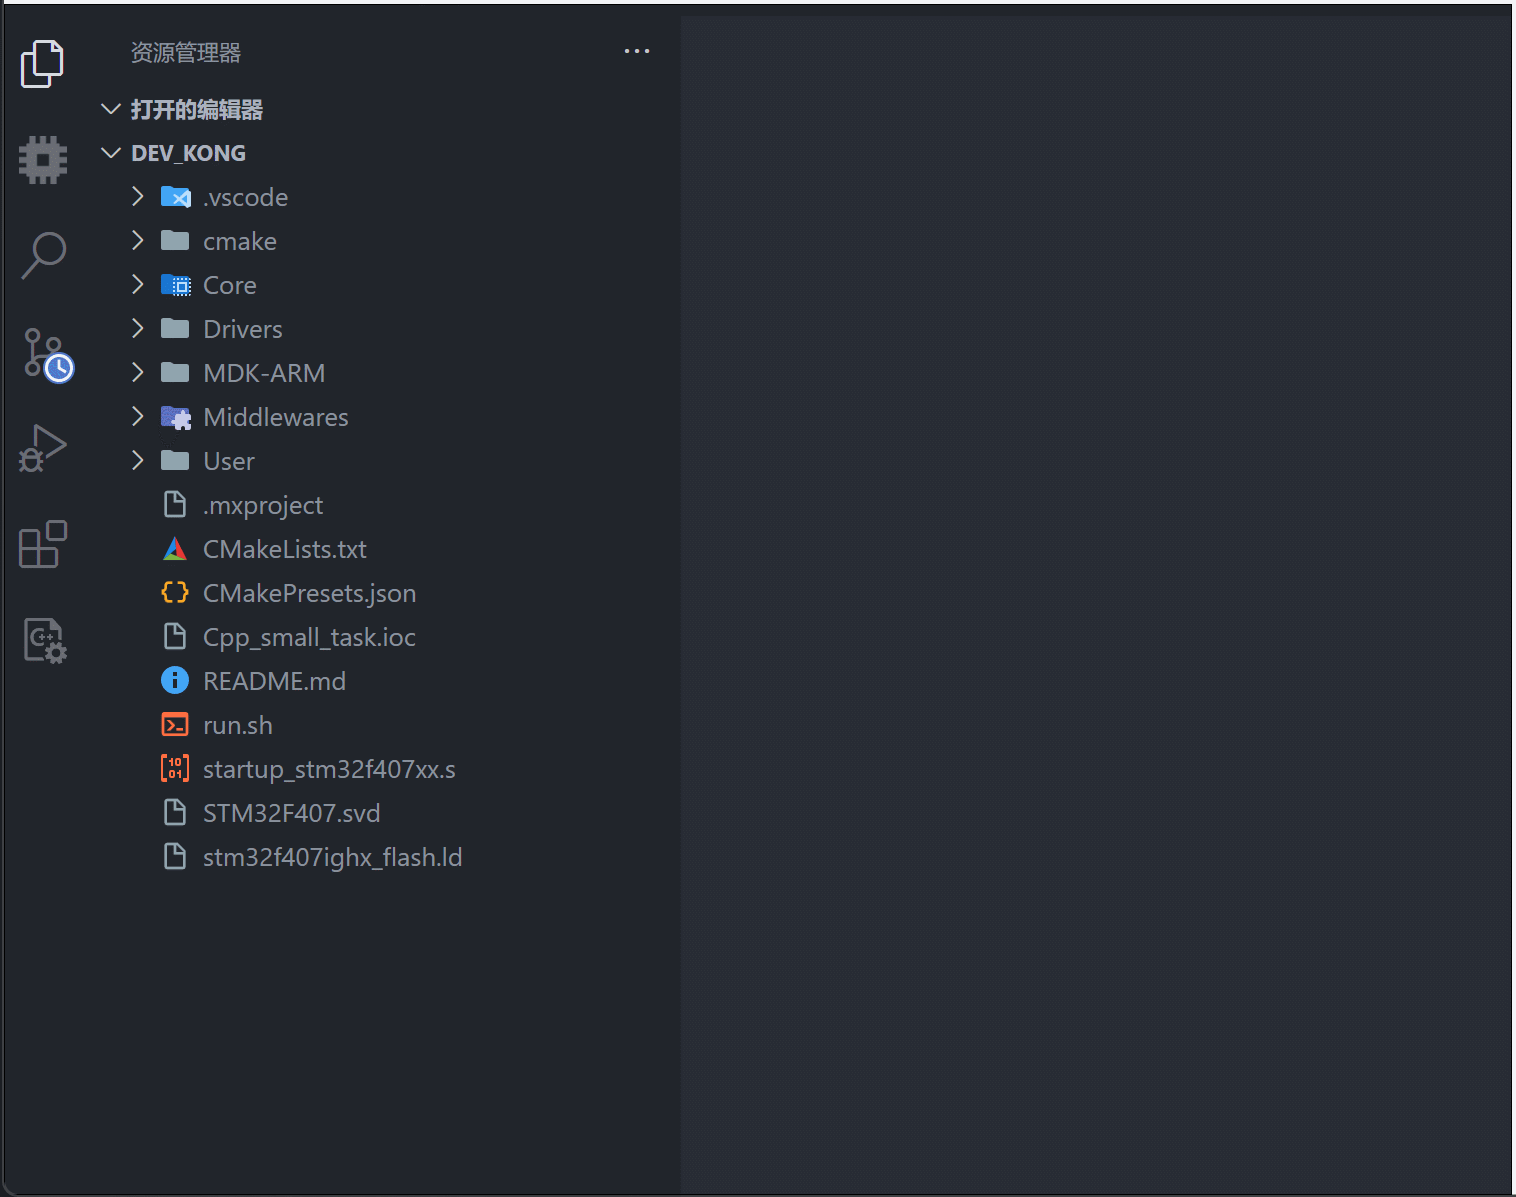 资源管理器
打开的编辑器
DEV_KONG
.vscode
cmake
Core
Drivers
MDK-ARM
Middlewares
User
.mxproject
CMakeLists.txt
CMakePresets.json
Cpp_small_task.ioc
README.md
run.sh
startup_stm32f407xx.s
STM32F407.svd
stm32f407ighx_flash.ld